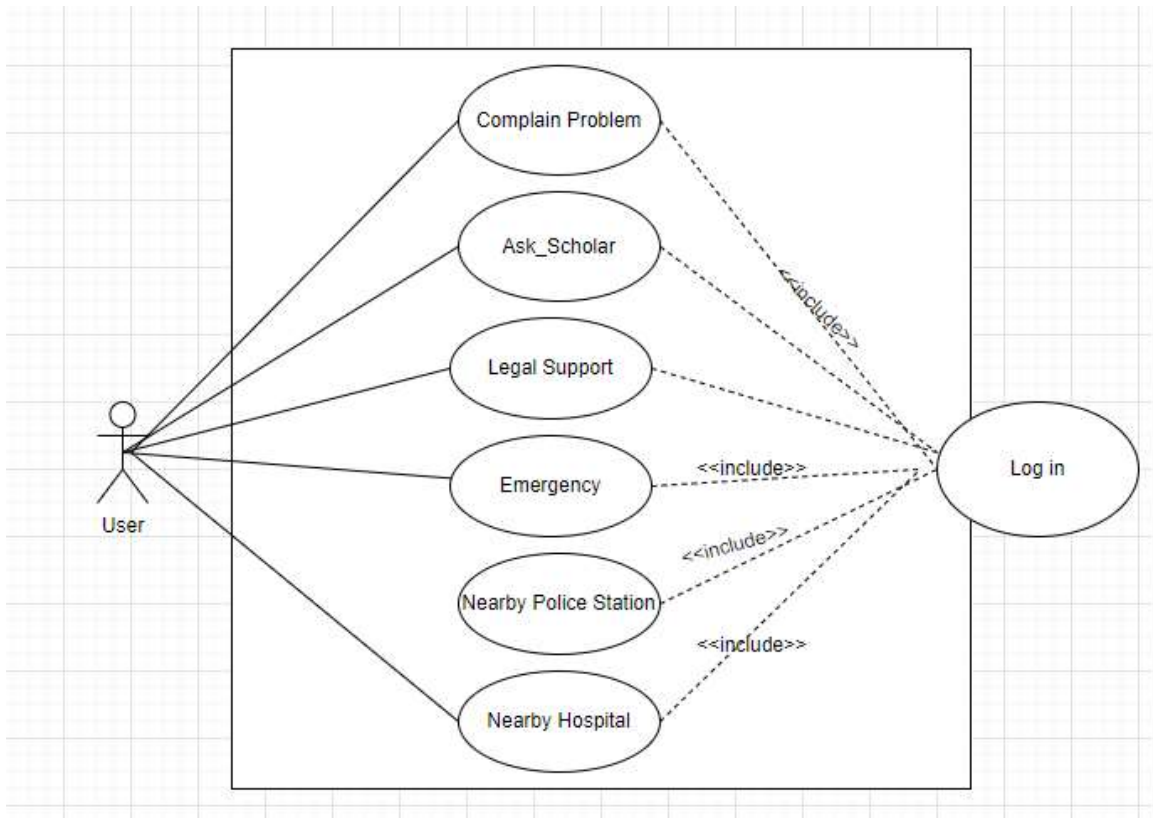 Complain Problem
Ask_Scholar
<<include>>
Legal Support
Emergency
<<include>>
Log in
User
<<include>>
Nearby Police Station
<<include>>
Nearby Hospital